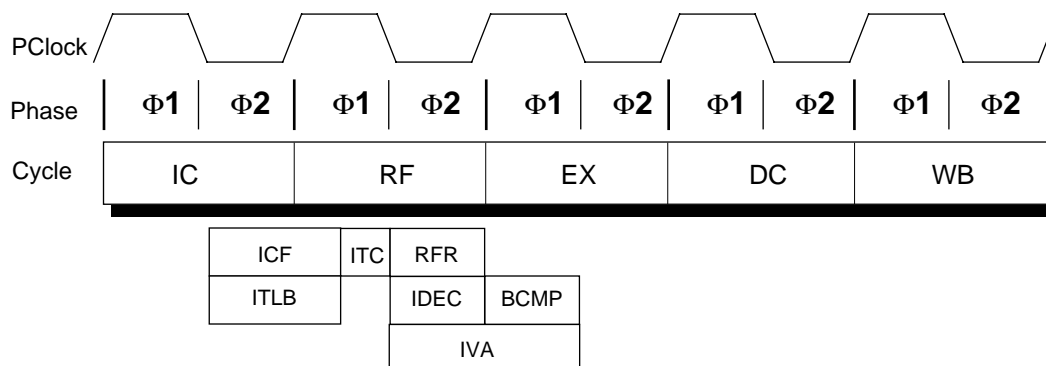 PClock
Phase Φ1 Φ2 Φ1 Φ2 Φ1 Φ2 Φ1 Φ2 Φ1 Φ2
Cycle IC RF EX DC WB
ICF ITC RFR
ITLB IDEC BCMP
IVA